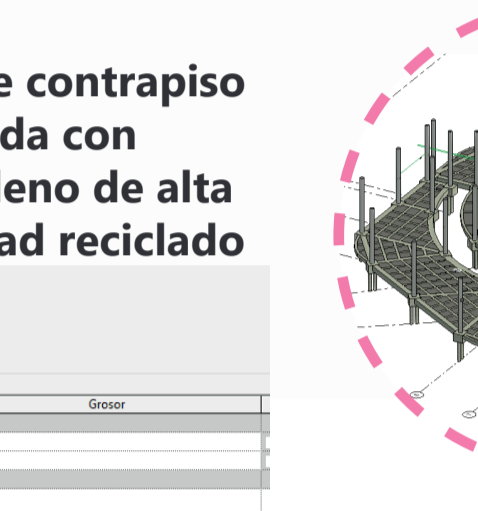 e contrapiso
da con
leno de alta
ad reciclado
Grosor